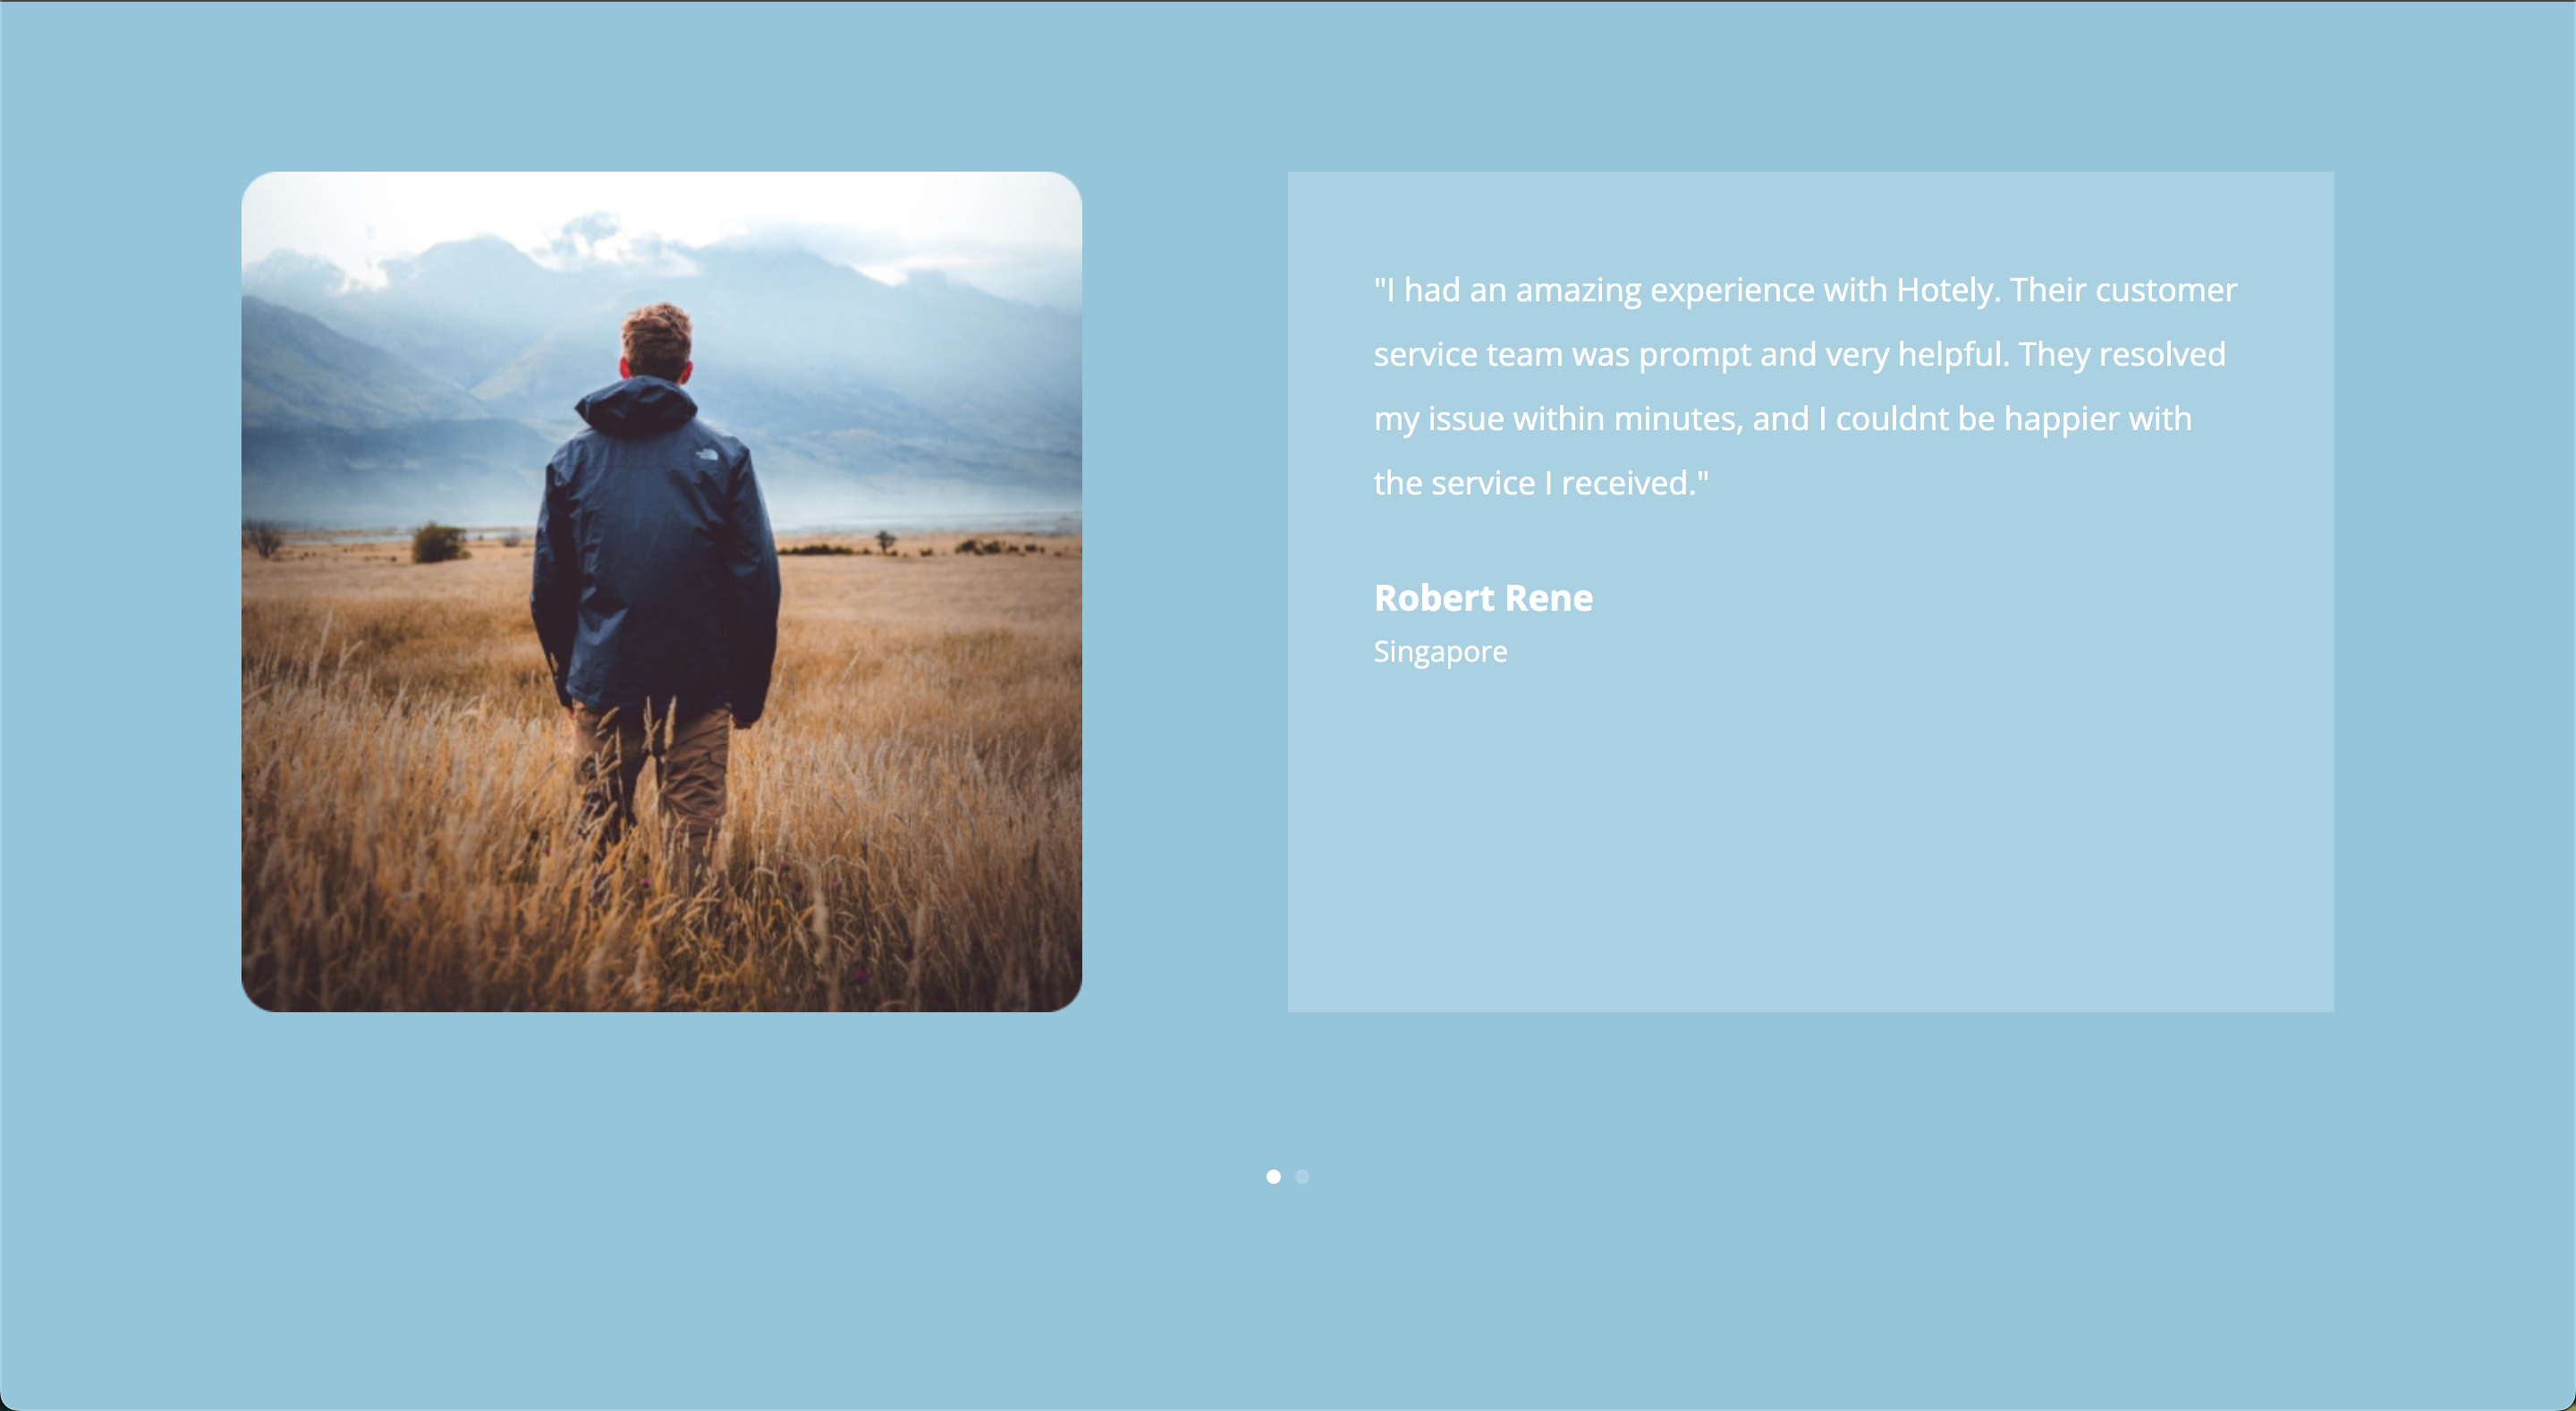 "I had an amazing experience with Hotely. Their customer
service team was prompt and very helpful. They resolved
my issue within minutes, and I couldnt be happier with
the service I received."
Robert Rene
Singapore